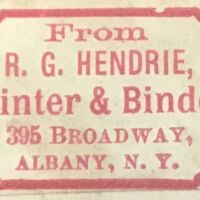 From
R. G. HENDRIE,
inter & Binde
395 BROADWAY,
ALBANY, N. Y.